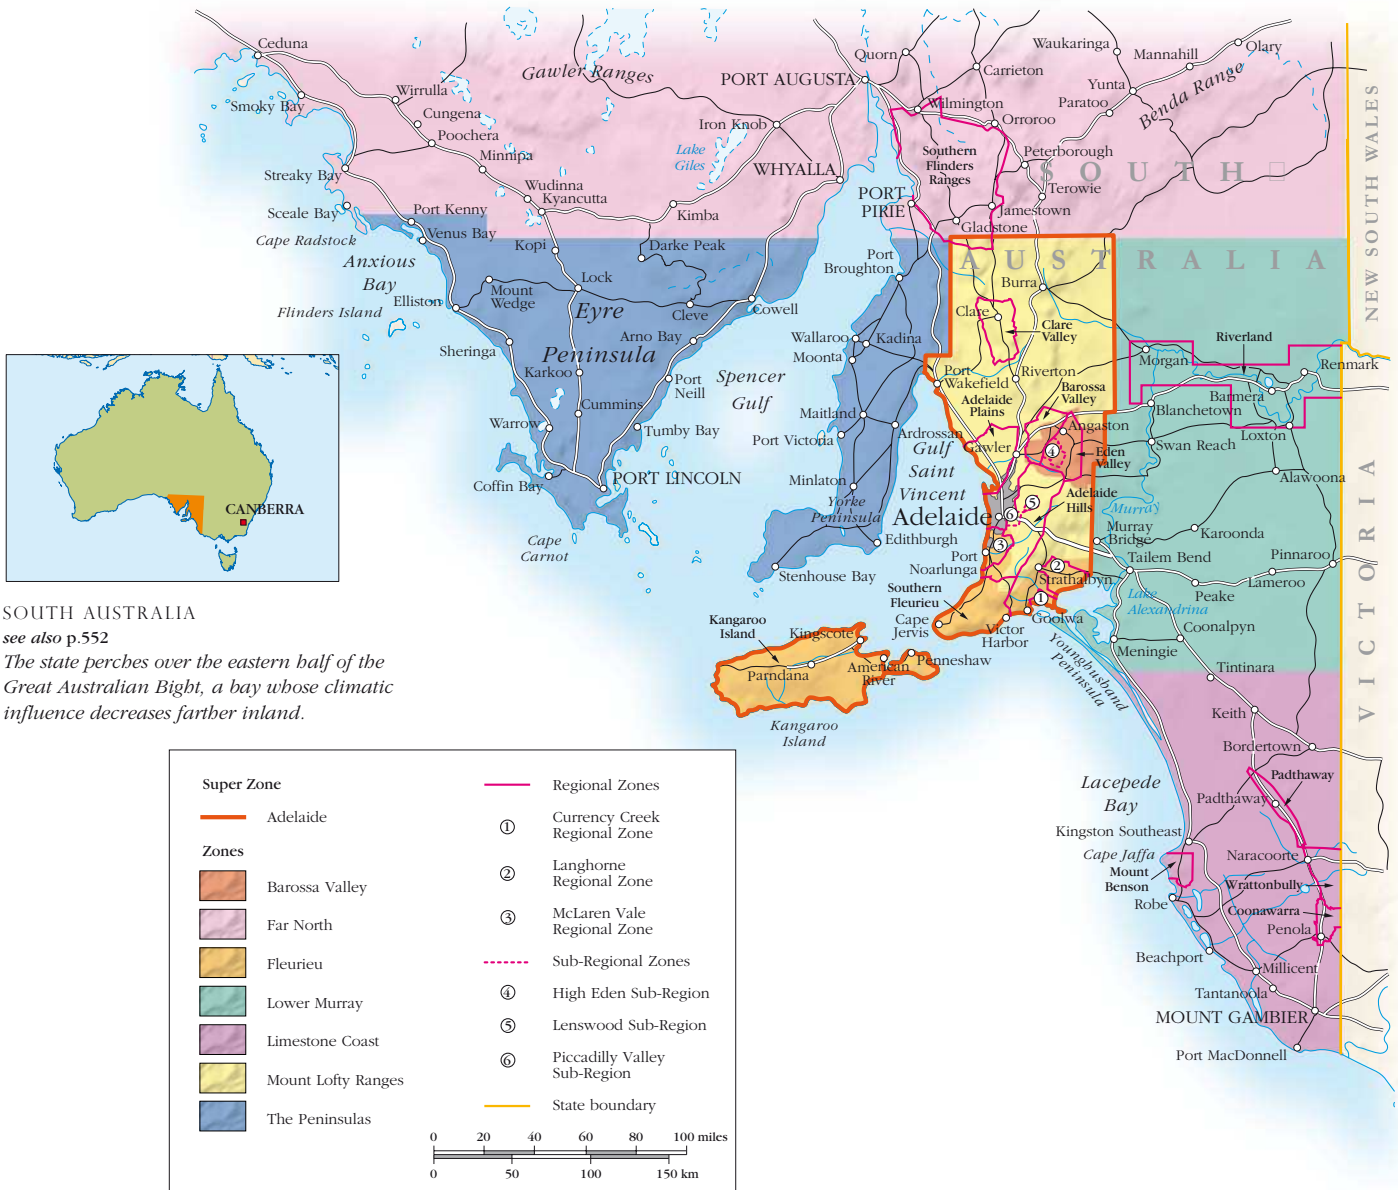 Ceduna
Smoky Bay
Wirrulla
Cungena
Poochera
Minnipa
Streaky Bay
Sceale Bay
Cape Radstock
Port Kenny
Venus Bay
Anxious
Bay
Flinders Island
Elliston
Sheringa
Gawler Ranges
PORT AUGUSTA
Iron Knob
Lake
Giles
WHYALLA
Wudinna
Kyancutta
Kimba
Kopi
Darke Peak
Lock
Mount
Wedge
Eyre
Peninsula
Cleve
Cowell
Arno Bay
Karkoo
Port
Neill
Cummins
Warrow
Tumby Bay
Coffin Bay
PORT LINCOLN
Cape
Carnot
Spencer
Gulf
Quorn
Carrieton
Waukaringa
Mannahill
Olary
Yunta
Paratoo
Benda Range
Wilmington
Orroroo
Southern
Flinders
Ranges
Peterborough
SOUTH
Terowie
PORT
PIRIE
Jamestown
Gladstone
AUSTRALIA
NEW SOUTH WALES
VICTORIA
Port
Broughton
Burra
Clare
Clare
Valley
Wallaroo
Kadina
Moonta
Port
Wakefield
Riverton
Adelaide
Plains
Barossa
Valley
Maitland
Ardrossan
Port Victoria
Angaston
Gawler
Eden
Valley
Gulf
Saint
Vincent
Minlaton
Yorke
Peninsula
Adelaide
Adelaide
Hills
Edithburgh
Stenhouse Bay
Port
Noarlunga
Strathalbyn
Southern
Fleurieu
Cape
Jervis
Victor
Harbor
Goolwa
Kangaroo
Island
Kingscote
Parndana
American
River
Penneshaw
Kangaroo
Island
Riverland
Morgan
Renmark
Barmera
Blanchetown
Loxton
Swan Reach
Alawoona
Murray
Murray
Bridge
Karoonda
Tailem Bend
Pinnaroo
Lameroo
Peake
Lake
Alexandrina
Coonalpyn
Meningie
Younghusband
Peninsula
Tintinara
Keith
Bordertown
Lacepede
Bay
Padthaway
Padthaway
Kingston Southeast
Cape Jaffa
Mount
Benson
Naracoorte
Wrattonbully
Robe
Coonawarra
Penola
Beachport
Millicent
Tantanoola
MOUNT GAMBIER
Port MacDonnell
1
2
3
4
5
6
CANBERRA
SOUTH AUSTRALIA
see also p.552
The state perches over the eastern half of the
Great Australian Bight, a bay whose climatic
influence decreases farther inland.
Super Zone
Adelaide
Zones
Barossa Valley
Far North
Fleurieu
Lower Murray
Limestone Coast
Mount Lofty Ranges
The Peninsulas
Regional Zones
1 Currency Creek
Regional Zone
2 Langhorne
Regional Zone
3 McLaren Vale
Regional Zone
Sub-Regional Zones
4 High Eden Sub-Region
5 Lenswood Sub-Region
6 Piccadilly Valley
Sub-Region
State boundary
0 20 40 60 80 100 miles
0 50 100 150 km